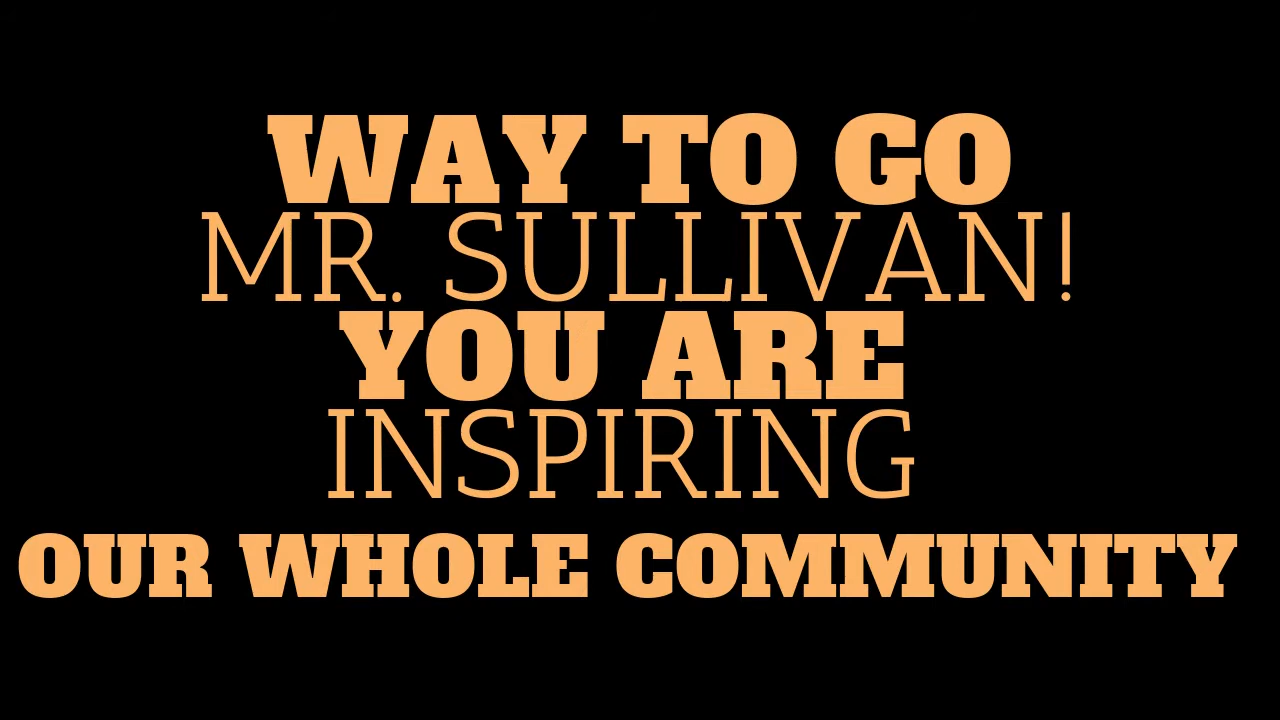 WAY TO GO
MR. SULLIVAN!
YOU ARE
INSPIRING
OUR WHOLE COMMUNITY